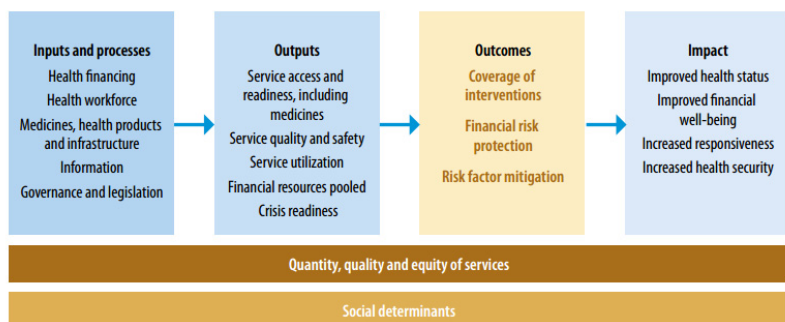 Inputs and processes
Health financing
Health workforce
Medicines, health products
and infrastructure
Information
Governance and legislation
Outputs
Service access and
readiness, including
medicines
Service quality and safety
Service utilization
Financial resources pooled
Crisis readiness
Outcomes
Coverage of
interventions
Financial risk
protection
Risk factor mitigation
Impact
Improved health status
Improved financial
well-being
Increased responsiveness
Increased health security
Quantity, quality and equity of services
Social determinants